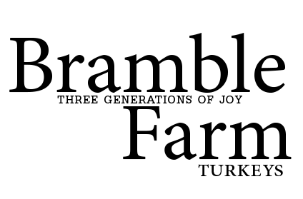 Bramble
THREE GENERATIONS OF JOY
Farm
TURKEYS